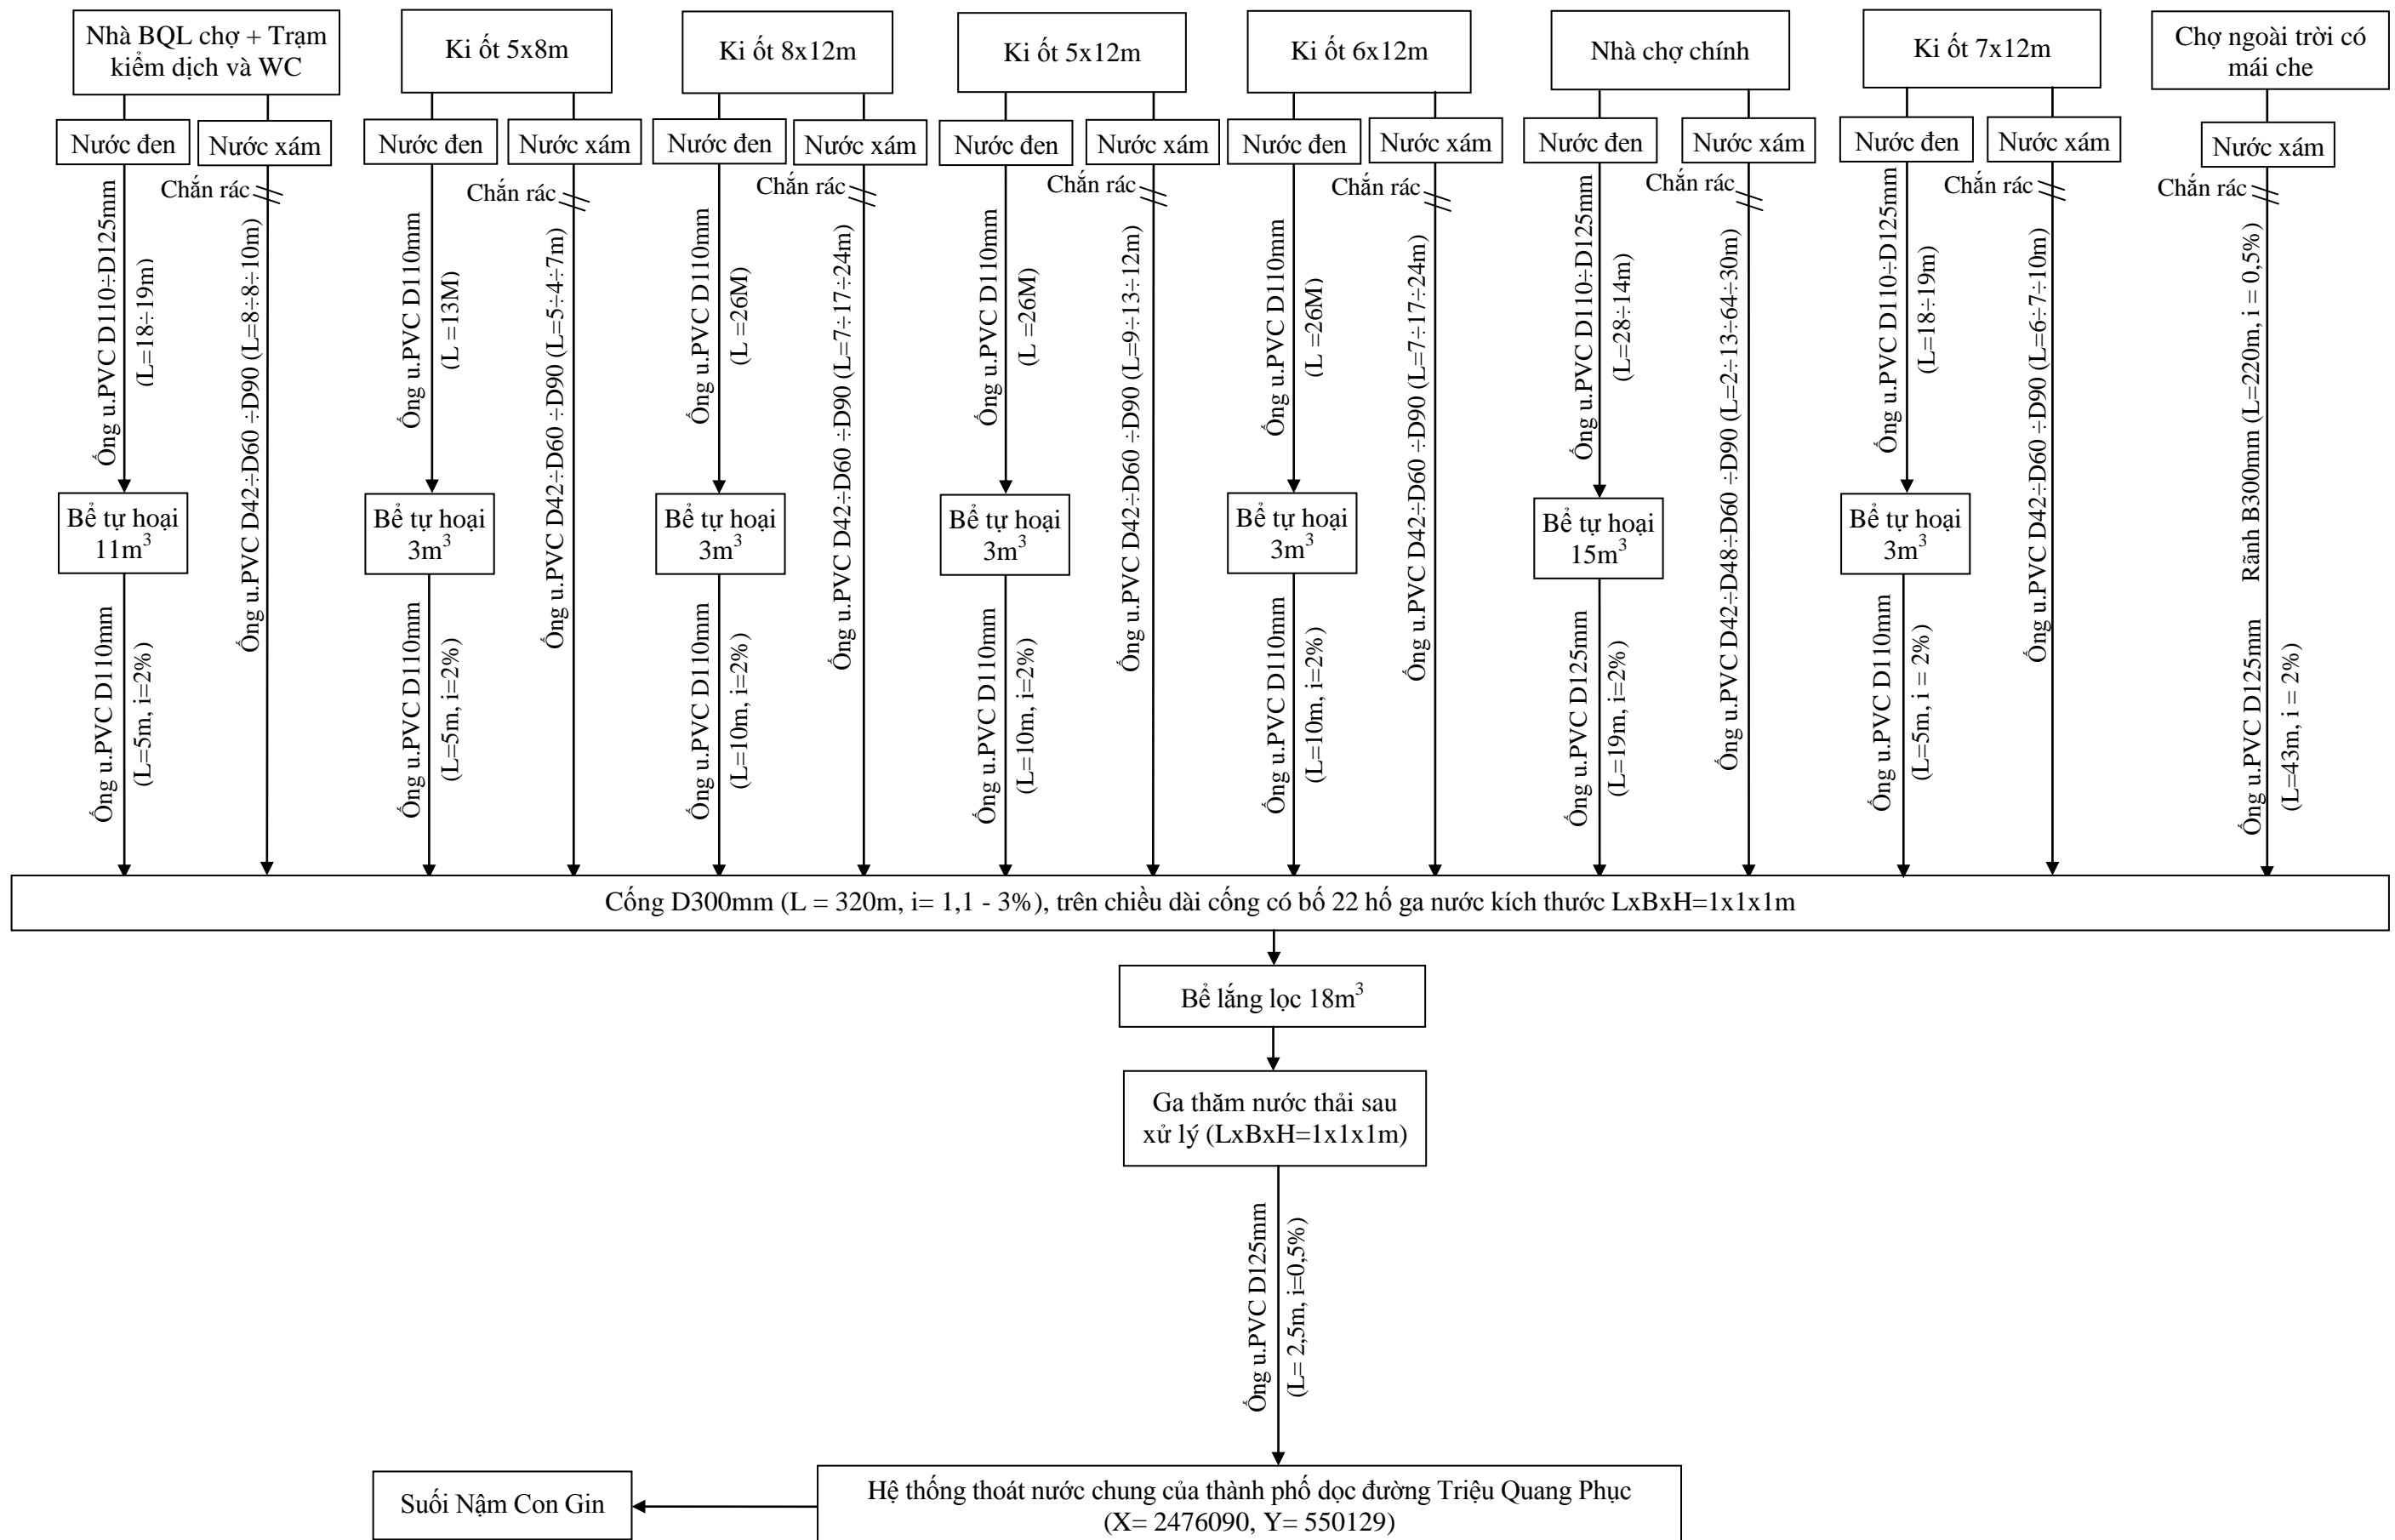 Nhà BQL chợ + Trạm
kiểm dịch và WC
Ki ốt 5x8m
Ki ốt 8x12m
Ki ốt 5x12m
Ki ốt 6x12m
Nhà chợ chính
Ki ốt 7x12m
Chợ ngoài trời có
mái che
Nước đen
Nước xám
Nước đen
Nước xám
Nước đen
Nước xám
Nước đen
Nước xám
Nước đen
Nước xám
Nước đen
Nước xám
Nước đen
Nước xám
Nước xám
Chắn rác
Chắn rác
Chắn rác
Chắn rác
Chắn rác
Chắn rác
Chắn rác
Chắn rác
Ống u.PVC D110÷D125mm
(L=18÷19m)
Ống u.PVC D42÷D60 ÷D90 (L=8÷8÷10m)
Ống u.PVC D110mm
(L =13M)
Ống u.PVC D42÷D60 ÷D90 (L=5÷4÷7m)
Ống u.PVC D110mm
(L =26M)
Ống u.PVC D42÷D60 ÷D90 (L=7÷17÷24m)
Ống u.PVC D110mm
(L =26M)
Ống u.PVC D42÷D60 ÷D90 (L=9÷13÷12m)
Ống u.PVC D110mm
(L =26M)
Ống u.PVC D42÷D60 ÷D90 (L=7÷17÷24m)
Ống u.PVC D110÷D125mm
(L=28÷14m)
Ống u.PVC D42÷D48÷D60 ÷D90 (L=2÷13÷64÷30m)
Ống u.PVC D110÷D125mm
(L=18÷19m)
Ống u.PVC D42÷D60 ÷D90 (L=6÷7÷10m)
Rãnh B300mm (L=220m, i = 0,5%)
Bể tự hoại
11m³
Bể tự hoại
3m³
Bể tự hoại
3m³
Bể tự hoại
3m³
Bể tự hoại
3m³
Bể tự hoại
15m³
Bể tự hoại
3m³
Ống u.PVC D110mm
(L=5m, i=2%)
Ống u.PVC D110mm
(L=5m, i=2%)
Ống u.PVC D110mm
(L=10m, i=2%)
Ống u.PVC D110mm
(L=10m, i=2%)
Ống u.PVC D110mm
(L=10m, i=2%)
Ống u.PVC D125mm
(L=19m, i=2%)
Ống u.PVC D110mm
(L=5m, i = 2%)
Ống u.PVC D125mm
(L=43m, i = 2%)
Cống D300mm (L = 320m, i= 1,1 - 3%), trên chiều dài cống có bố 22 hố ga nước kích thước LxBxH=1x1x1m
Bể lắng lọc 18m³
Ga thăm nước thải sau
xử lý (LxBxH=1x1x1m)
Ống u.PVC D125mm
(L= 2,5m, i=0,5%)
Suối Nậm Con Gin
Hệ thống thoát nước chung của thành phố dọc đường Triệu Quang Phục
(X= 2476090, Y= 550129)